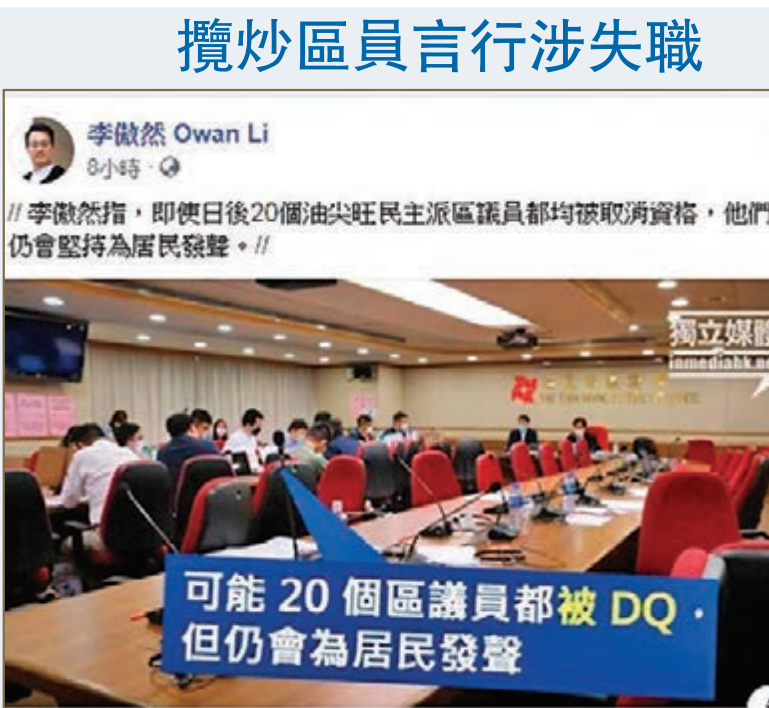 攬炒區員言行涉失職
李傲然 Owan Li
8小時 ·
// 李傲然指，即使日後20個油尖旺民主派區議員都均被取消資格，他們
仍會堅持為居民發聲。//
獨立媒體
inmediahk.ne
可能 20 個區議員都被 DQ，
但仍會為居民發聲